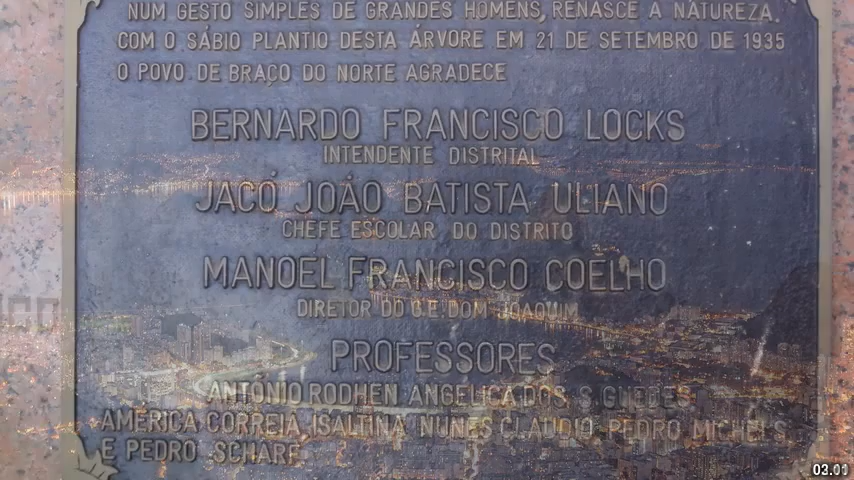 NUM GESTO SIMPLES DE GRANDES HOMENS, RENASCE A NATUREZA.
COM O SÁBIO PLANTIO DESTA ÁRVORE EM 21 DE SETEMBRO DE 1935
O POVO DE BRAÇO DO NORTE AGRADECE
BERNARDO FRANCISCO LOCKS
INTENDENTE DISTRITAL
JACÓ JOÃO BATISTA ULIANO
CHEFE ESCOLAR DO DISTRITO
MANOEL FRANCISCO COELHO
DIRETOR DO G.E. DOM JOAQUIM
PROFESSORES
ANTÔNIO RODHEN ANGELICA DOS S. GUEDES
AMÉRICA CORREIA ISALTINA NUNES CLAUDIO PEDRO MICHELS
E PEDRO SCHARF
03.01